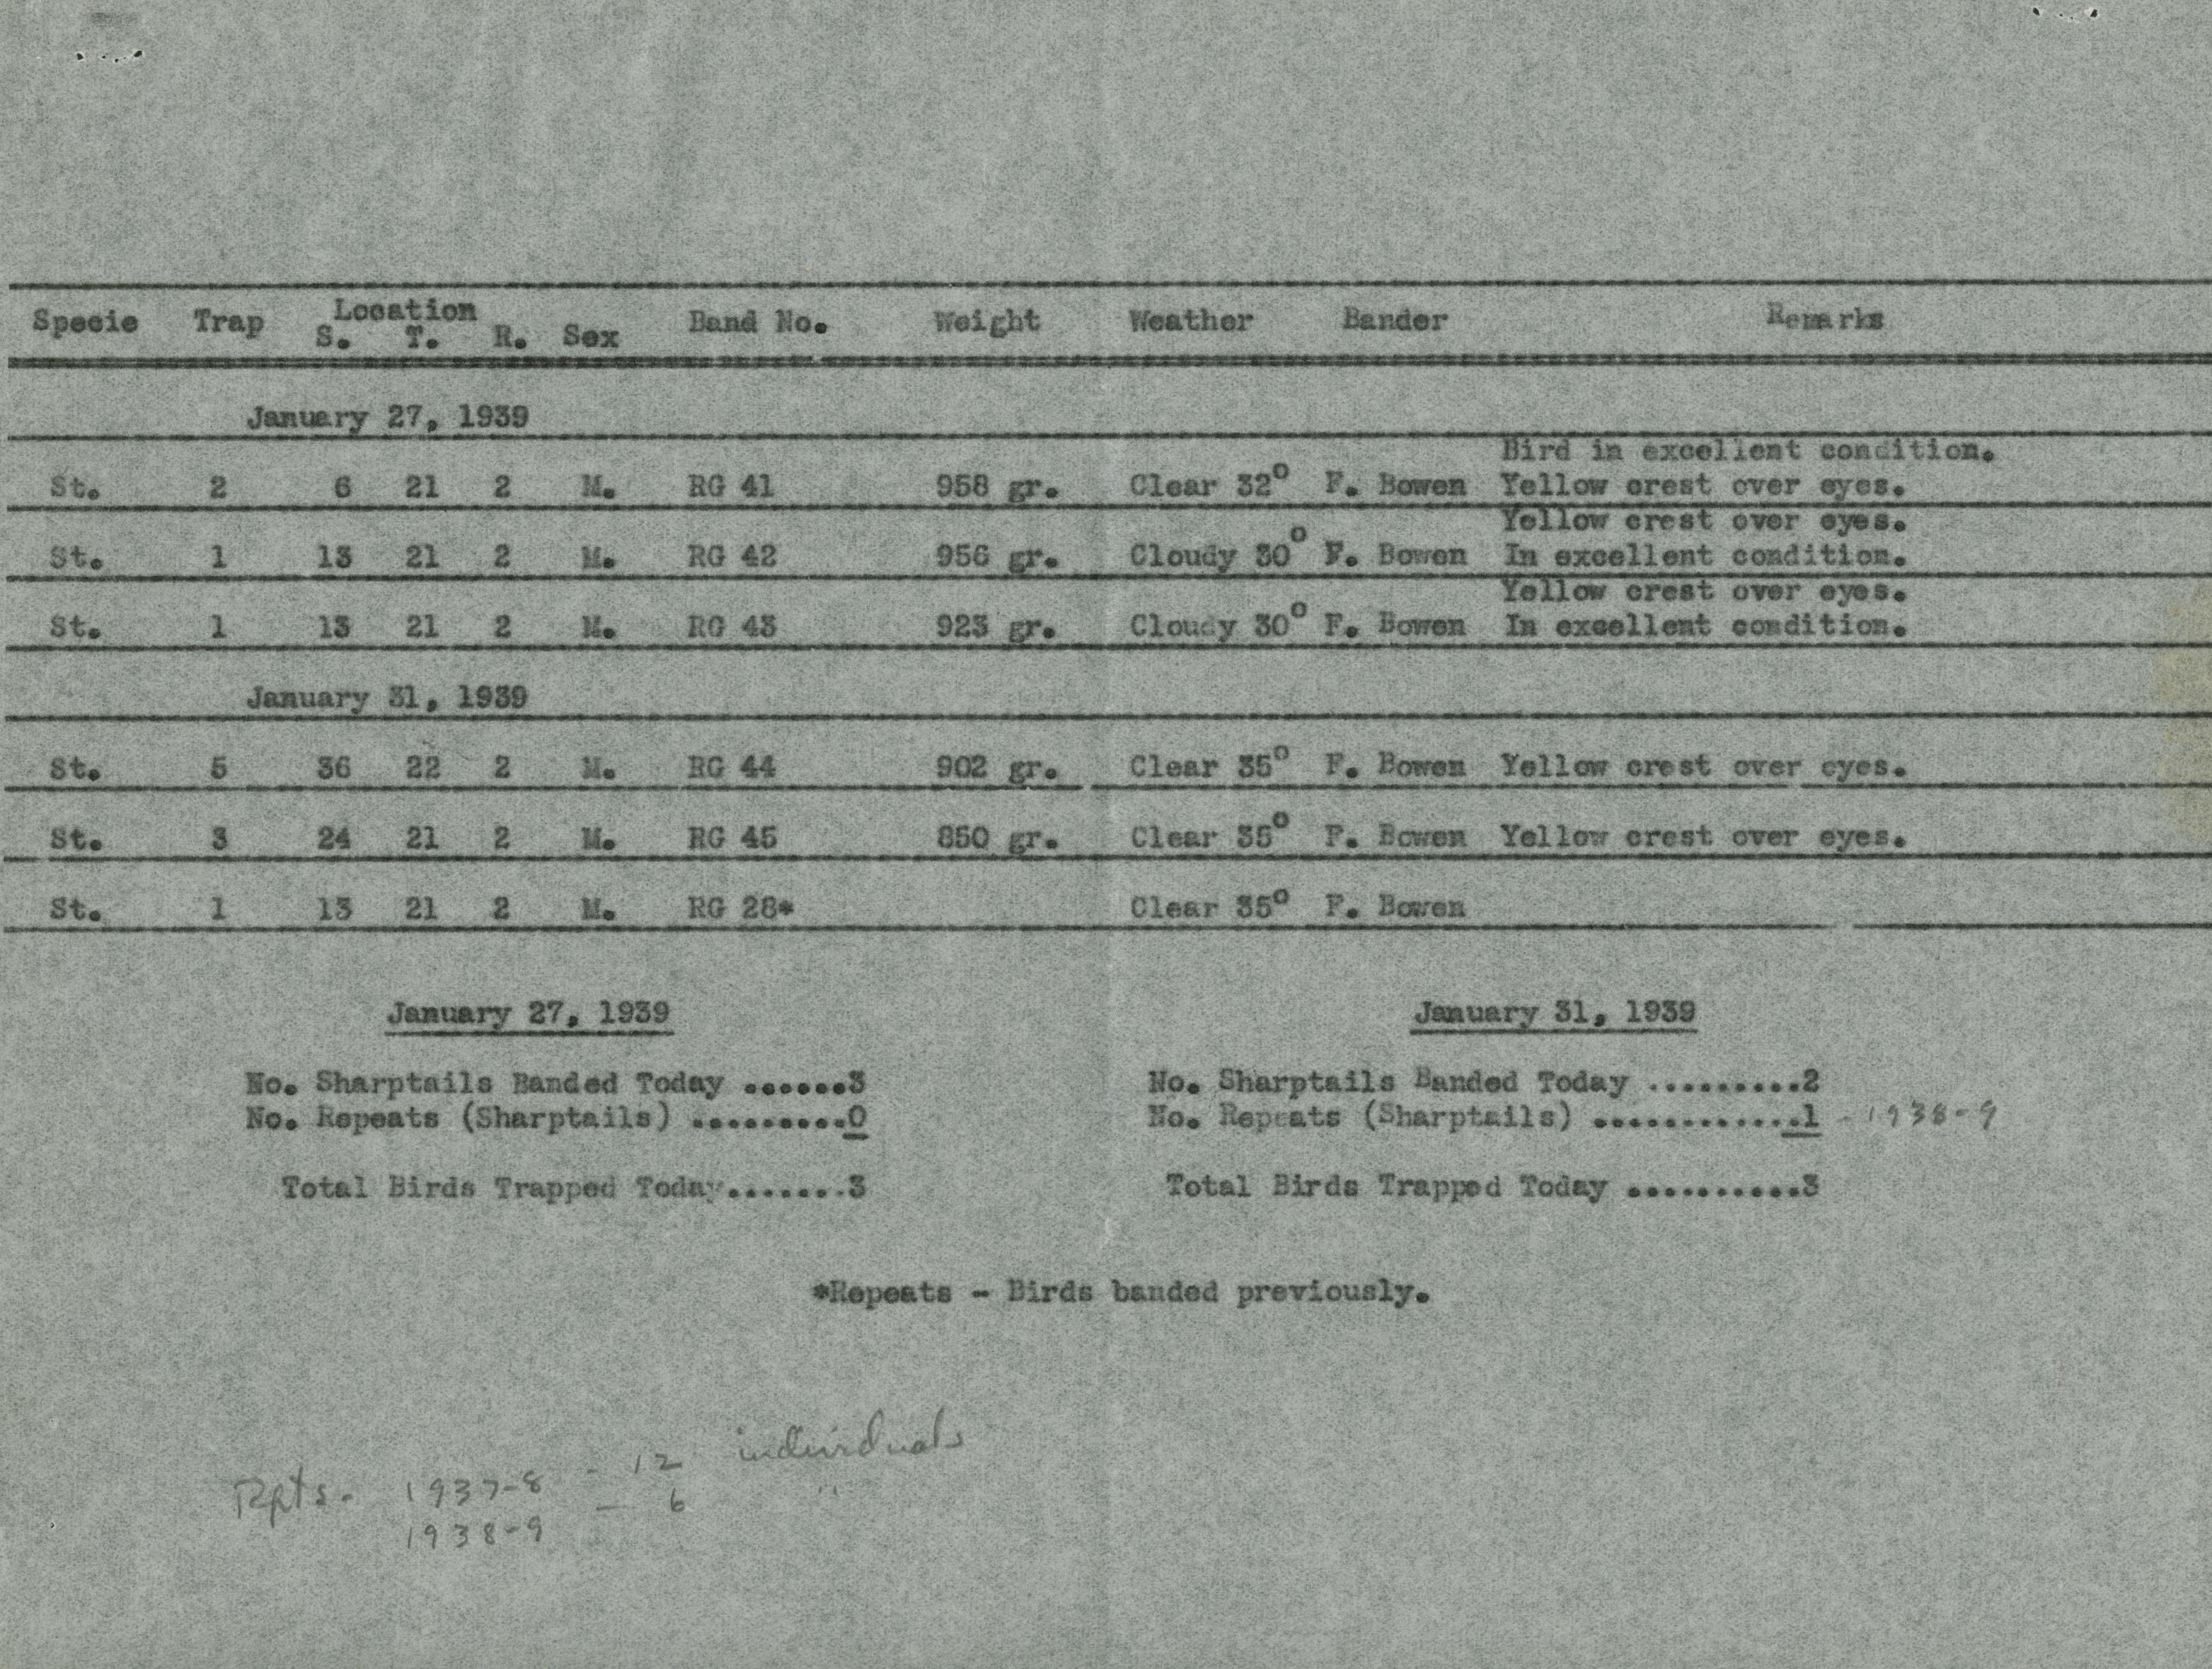 Specie Trap Location S. T. R. Sex Band No. Weight Weather Bander Remarks
January 27, 1939
Bird in excellent condition.
St. 2 6 21 2 M. RG 41 958 gr. Clear 32° F. Bowen Yellow crest over eyes.
Yellow crest over eyes.
St. 1 13 21 2 M. RG 42 956 gr. Cloudy 30° F. Bowen In excellent condition.
Yellow crest over eyes.
St. 1 13 21 2 M. RG 43 923 gr. Cloudy 30° F. Bowen In excellent condition.
January 31, 1939
St. 5 36 22 2 M. RG 44 902 gr. Clear 35° F. Bowen Yellow crest over eyes.
St. 3 24 21 2 M. RG 45 850 gr. Clear 35° F. Bowen Yellow crest over eyes.
St. 1 13 21 2 M. RG 28* Clear 35° F. Bowen
January 27, 1939
No. Sharptails Banded Today ......3
No. Repeats (Sharptails) .........0
Total Birds Trapped Today.......3
January 31, 1939
No. Sharptails Banded Today .........2
No. Repeats (Sharptails) ............1 - 1938-9
Total Birds Trapped Today ..........3
*Repeats - Birds banded previously.
Rpts. - 1937-8 - 12 individuals
1938-9 - 6 "